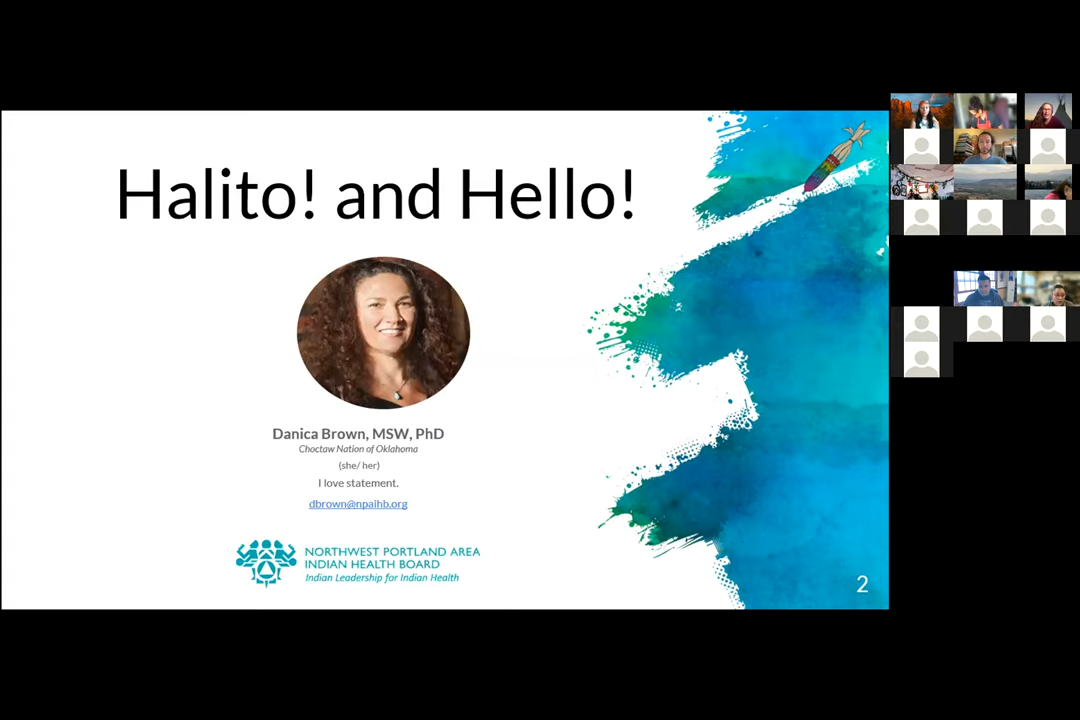 Halito! and Hello!
Danica Brown, MSW, PhD
Choctaw Nation of Oklahoma
(she/ her)
I love statement.
dbrown@npaihb.org
NORTHWEST PORTLAND AREA
INDIAN HEALTH BOARD
Indian Leadership for Indian Health
2